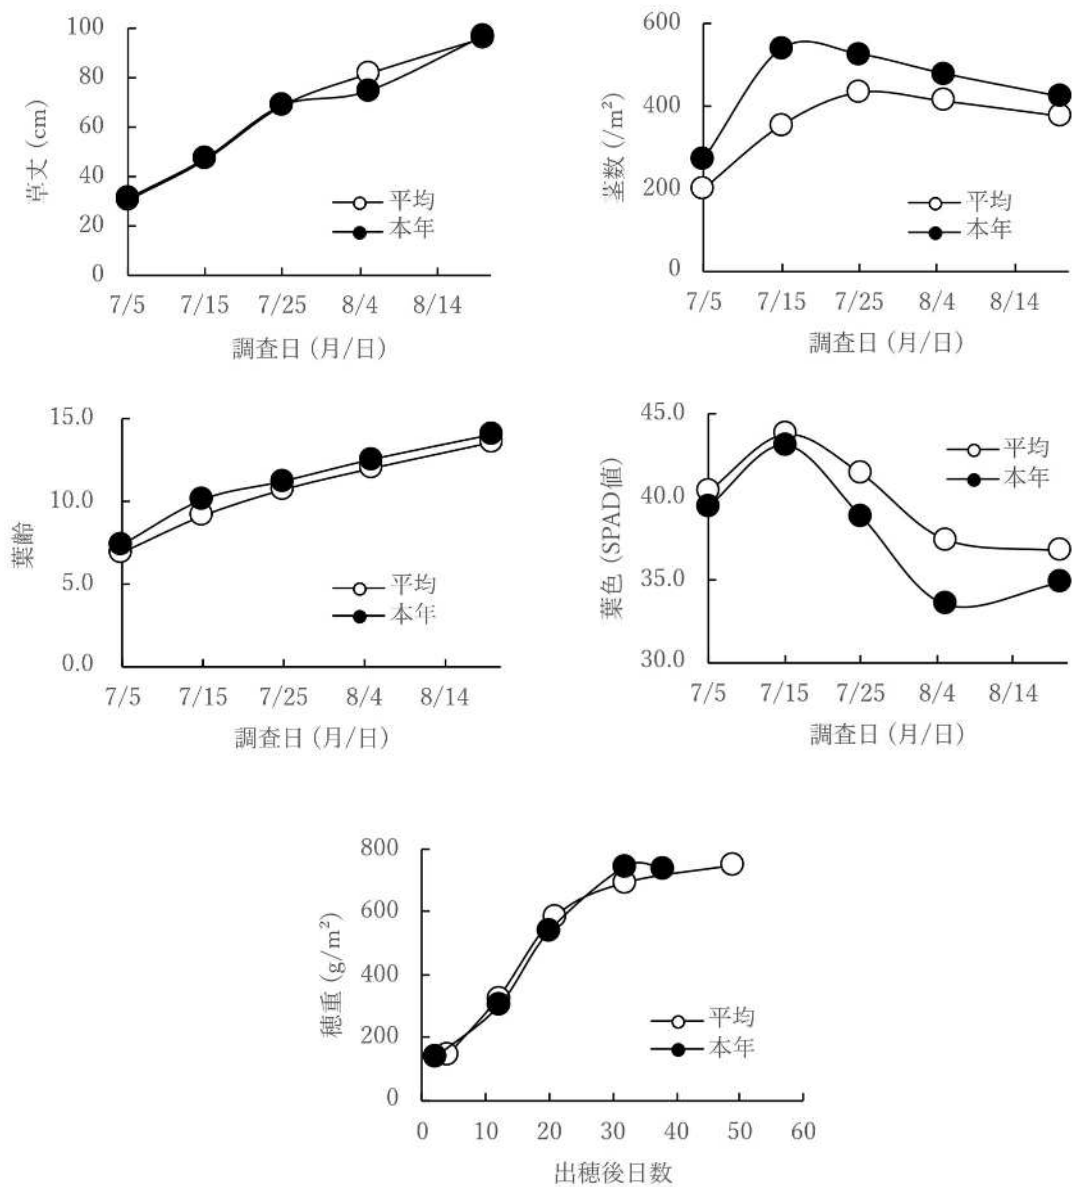 草丈 (cm)
100
80
60
40
20
0
平均
本年
7/5 7/15 7/25 8/4 8/14
調査日 (月/日)
茎数 (/m²)
600
400
200
0
平均
本年
7/5 7/15 7/25 8/4 8/14
調査日 (月/日)
葉齢
15.0
10.0
5.0
0.0
平均
本年
7/5 7/15 7/25 8/4 8/14
調査日 (月/日)
葉色 (SPAD値)
45.0
40.0
35.0
30.0
平均
本年
7/5 7/15 7/25 8/4 8/14
調査日 (月/日)
穂重 (g/m²)
800
600
400
200
0
平均
本年
0 10 20 30 40 50 60
出穂後日数